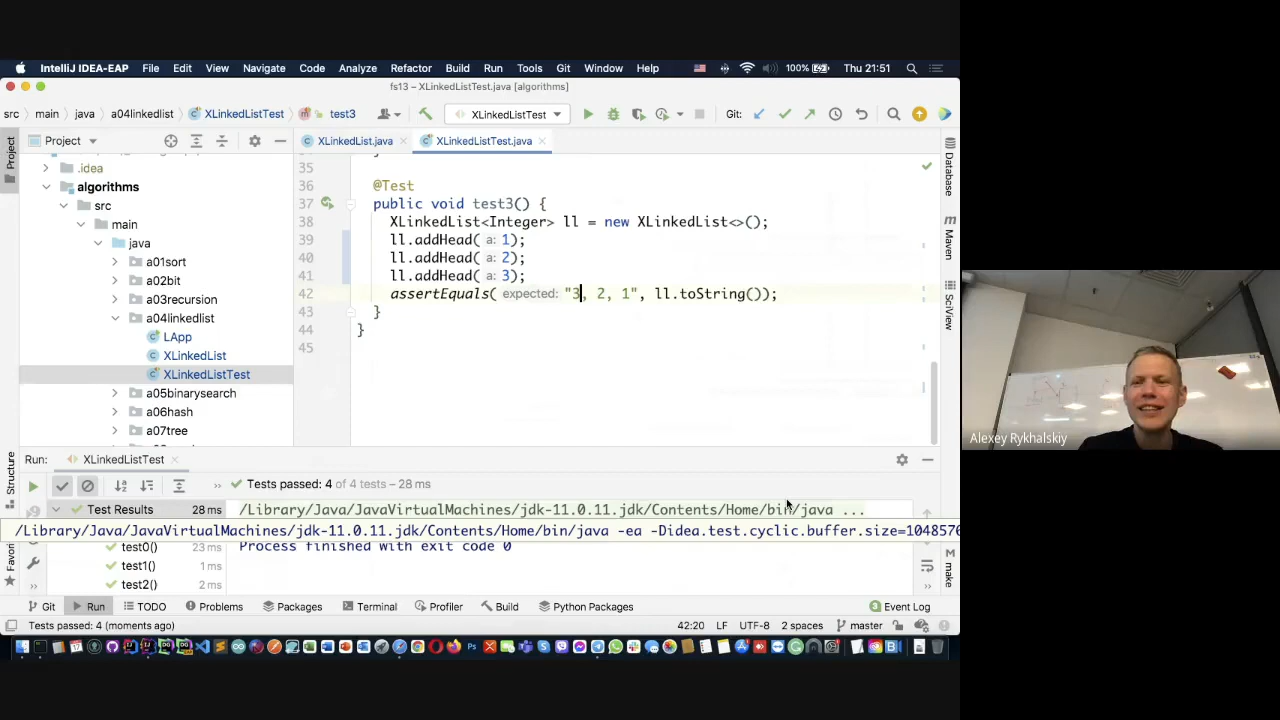 IntelliJ IDEA-EAP File Edit View Navigate Code Analyze Refactor Build Run Tools Git Window Help 100% Thu 21:51
fs13 – XLinkedListTest.java [algorithms]
src main java a04linkedlist XLinkedListTest test3 XLinkedListTest Git:
Project
XLinkedList.java
XLinkedListTest.java
Project
.idea
algorithms
src
main
java
a01sort
a02bit
a03recursion
a04linkedlist
LApp
XLinkedList
XLinkedListTest
a05binarysearch
a06hash
a07tree
35
36 @Test
37 public void test3() {
38 XLinkedList<Integer> ll = new XLinkedList<>();
39 ll.addHead( a: 1);
40 ll.addHead( a: 2);
41 ll.addHead( a: 3);
42 assertEquals( expected: "3, 2, 1", ll.toString());
43 }
44 }
45
Database
Maven
SciView
make
Structure
Favori
Run: XLinkedListTest
Tests passed: 4 of 4 tests – 28 ms
Test Results 28 ms
/Library/Java/JavaVirtualMachines/jdk-11.0.11.jdk/Contents/Home/bin/java ...
/Library/Java/JavaVirtualMachines/jdk-11.0.11.jdk/Contents/Home/bin/java -ea -Didea.test.cyclic.buffer.size=1048576
test0() 23 ms
Process finished with exit code 0
test1() 1 ms
test2() 2 ms
Git Run TODO Problems Packages Terminal Profiler Build Python Packages Event Log
Tests passed: 4 (moments ago) 42:20 LF UTF-8 2 spaces master
Alexey Rykhalskiy